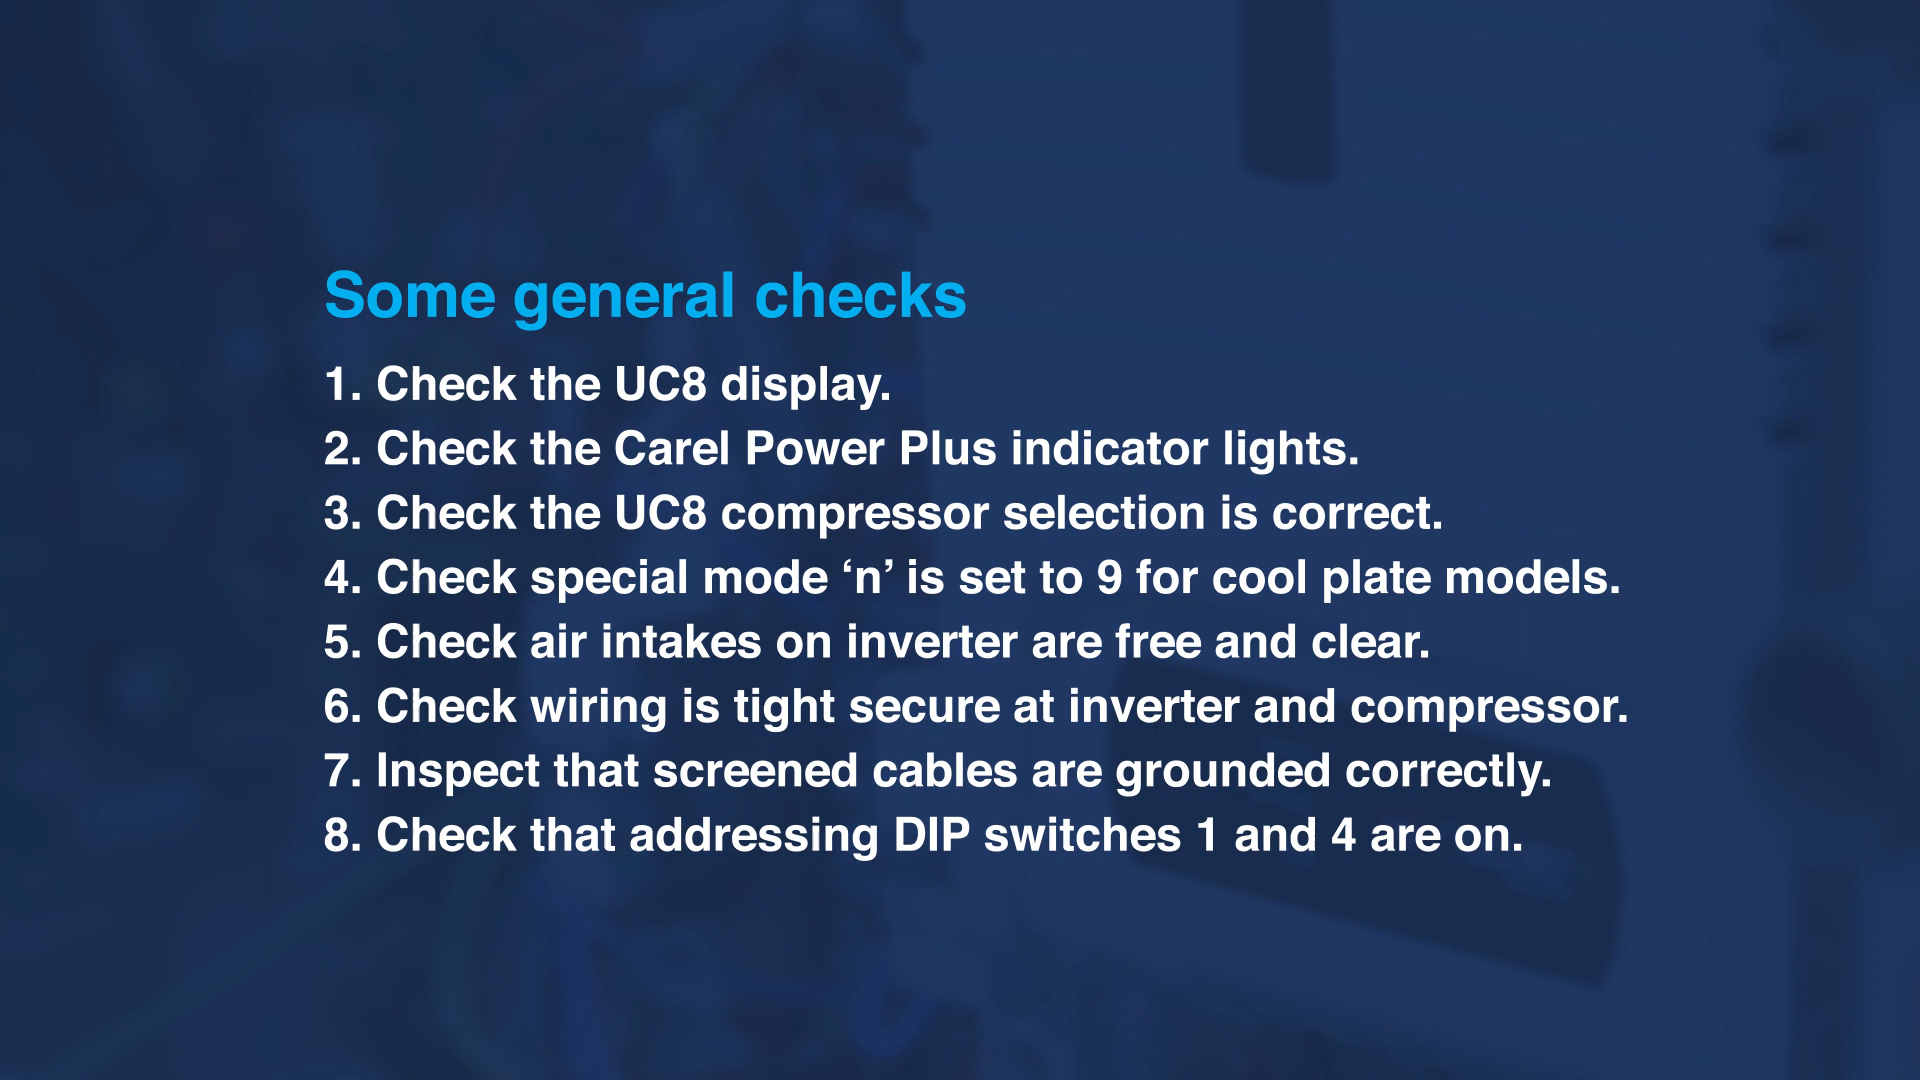 Some general checks
1. Check the UC8 display.
2. Check the Carel Power Plus indicator lights.
3. Check the UC8 compressor selection is correct.
4. Check special mode ‘n’ is set to 9 for cool plate models.
5. Check air intakes on inverter are free and clear.
6. Check wiring is tight secure at inverter and compressor.
7. Inspect that screened cables are grounded correctly.
8. Check that addressing DIP switches 1 and 4 are on.